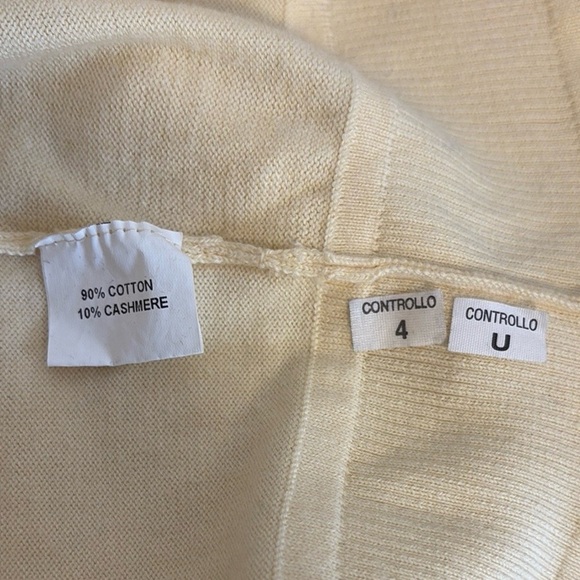 90% COTTON
10% CASHMERE
CONTROLLO
4
CONTROLLO
U